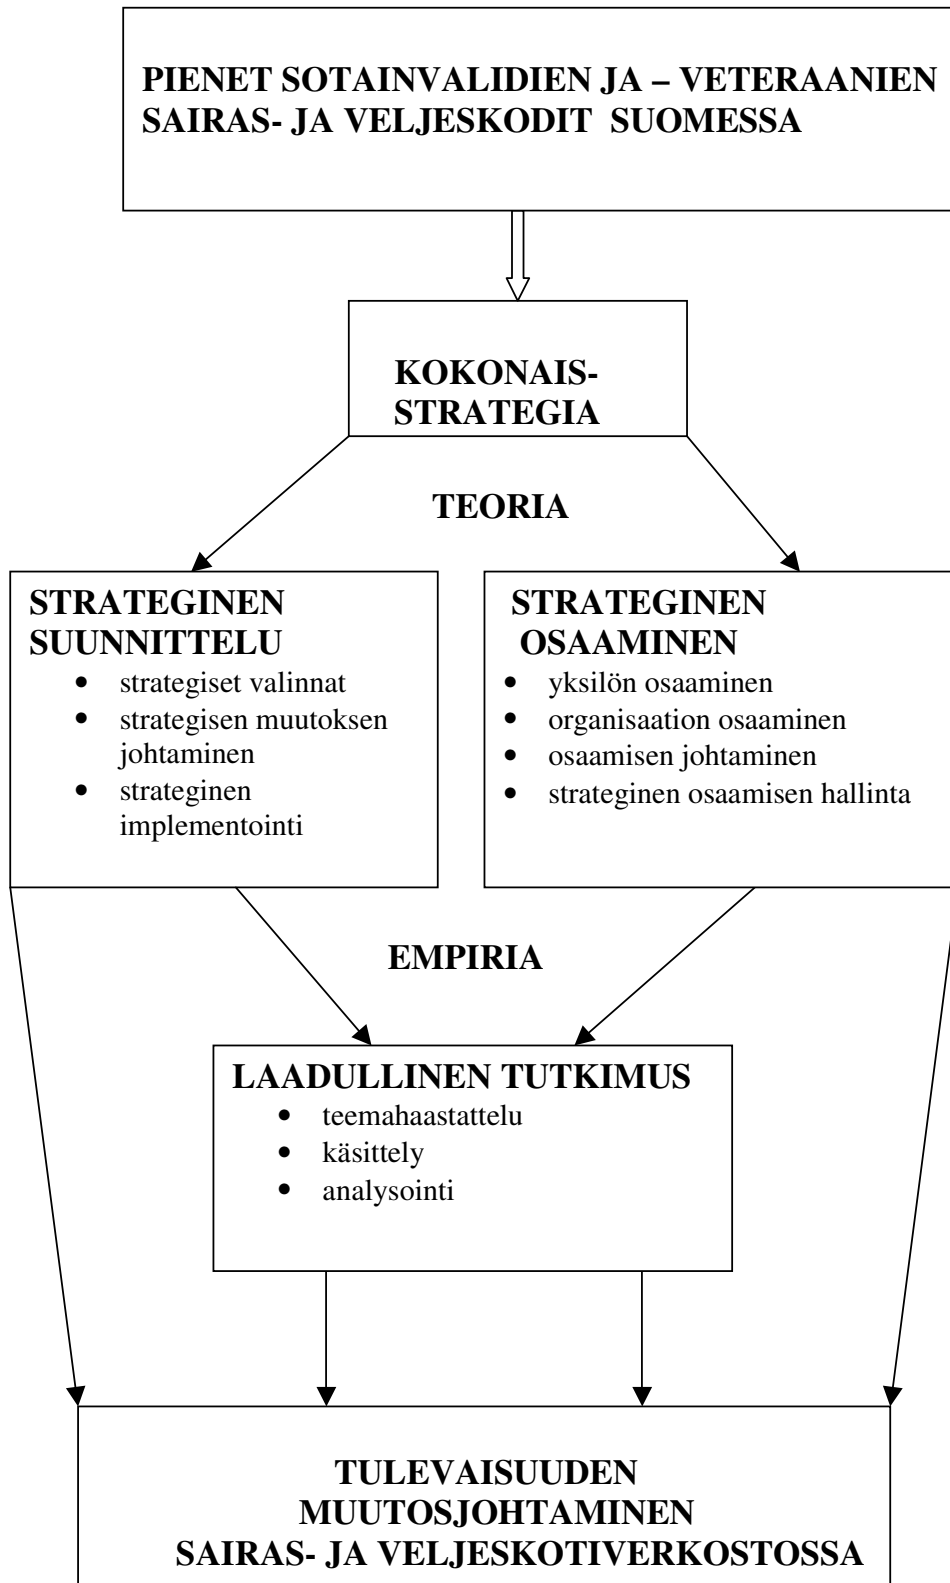 PIENET SOTAINVALIDIEN JA – VETERAANIEN
SAIRAS- JA VELJESKODIT SUOMESSA
KOKONAIS-
STRATEGIA
TEORIA
STRATEGINEN
SUUNNITTELU
• strategiset valinnat
• strategisen muutoksen
johtaminen
• strateginen
implementointi
STRATEGINEN
OSAAMINEN
• yksilön osaaminen
• organisaation osaaminen
• osaamisen johtaminen
• strateginen osaamisen hallinta
EMPIRIA
LAADULLINEN TUTKIMUS
• teemahaastattelu
• käsittely
• analysointi
TULEVAISUUDEN
MUUTOSJOHTAMINEN
SAIRAS- JA VELJESKOTIVERKOSTOSSA